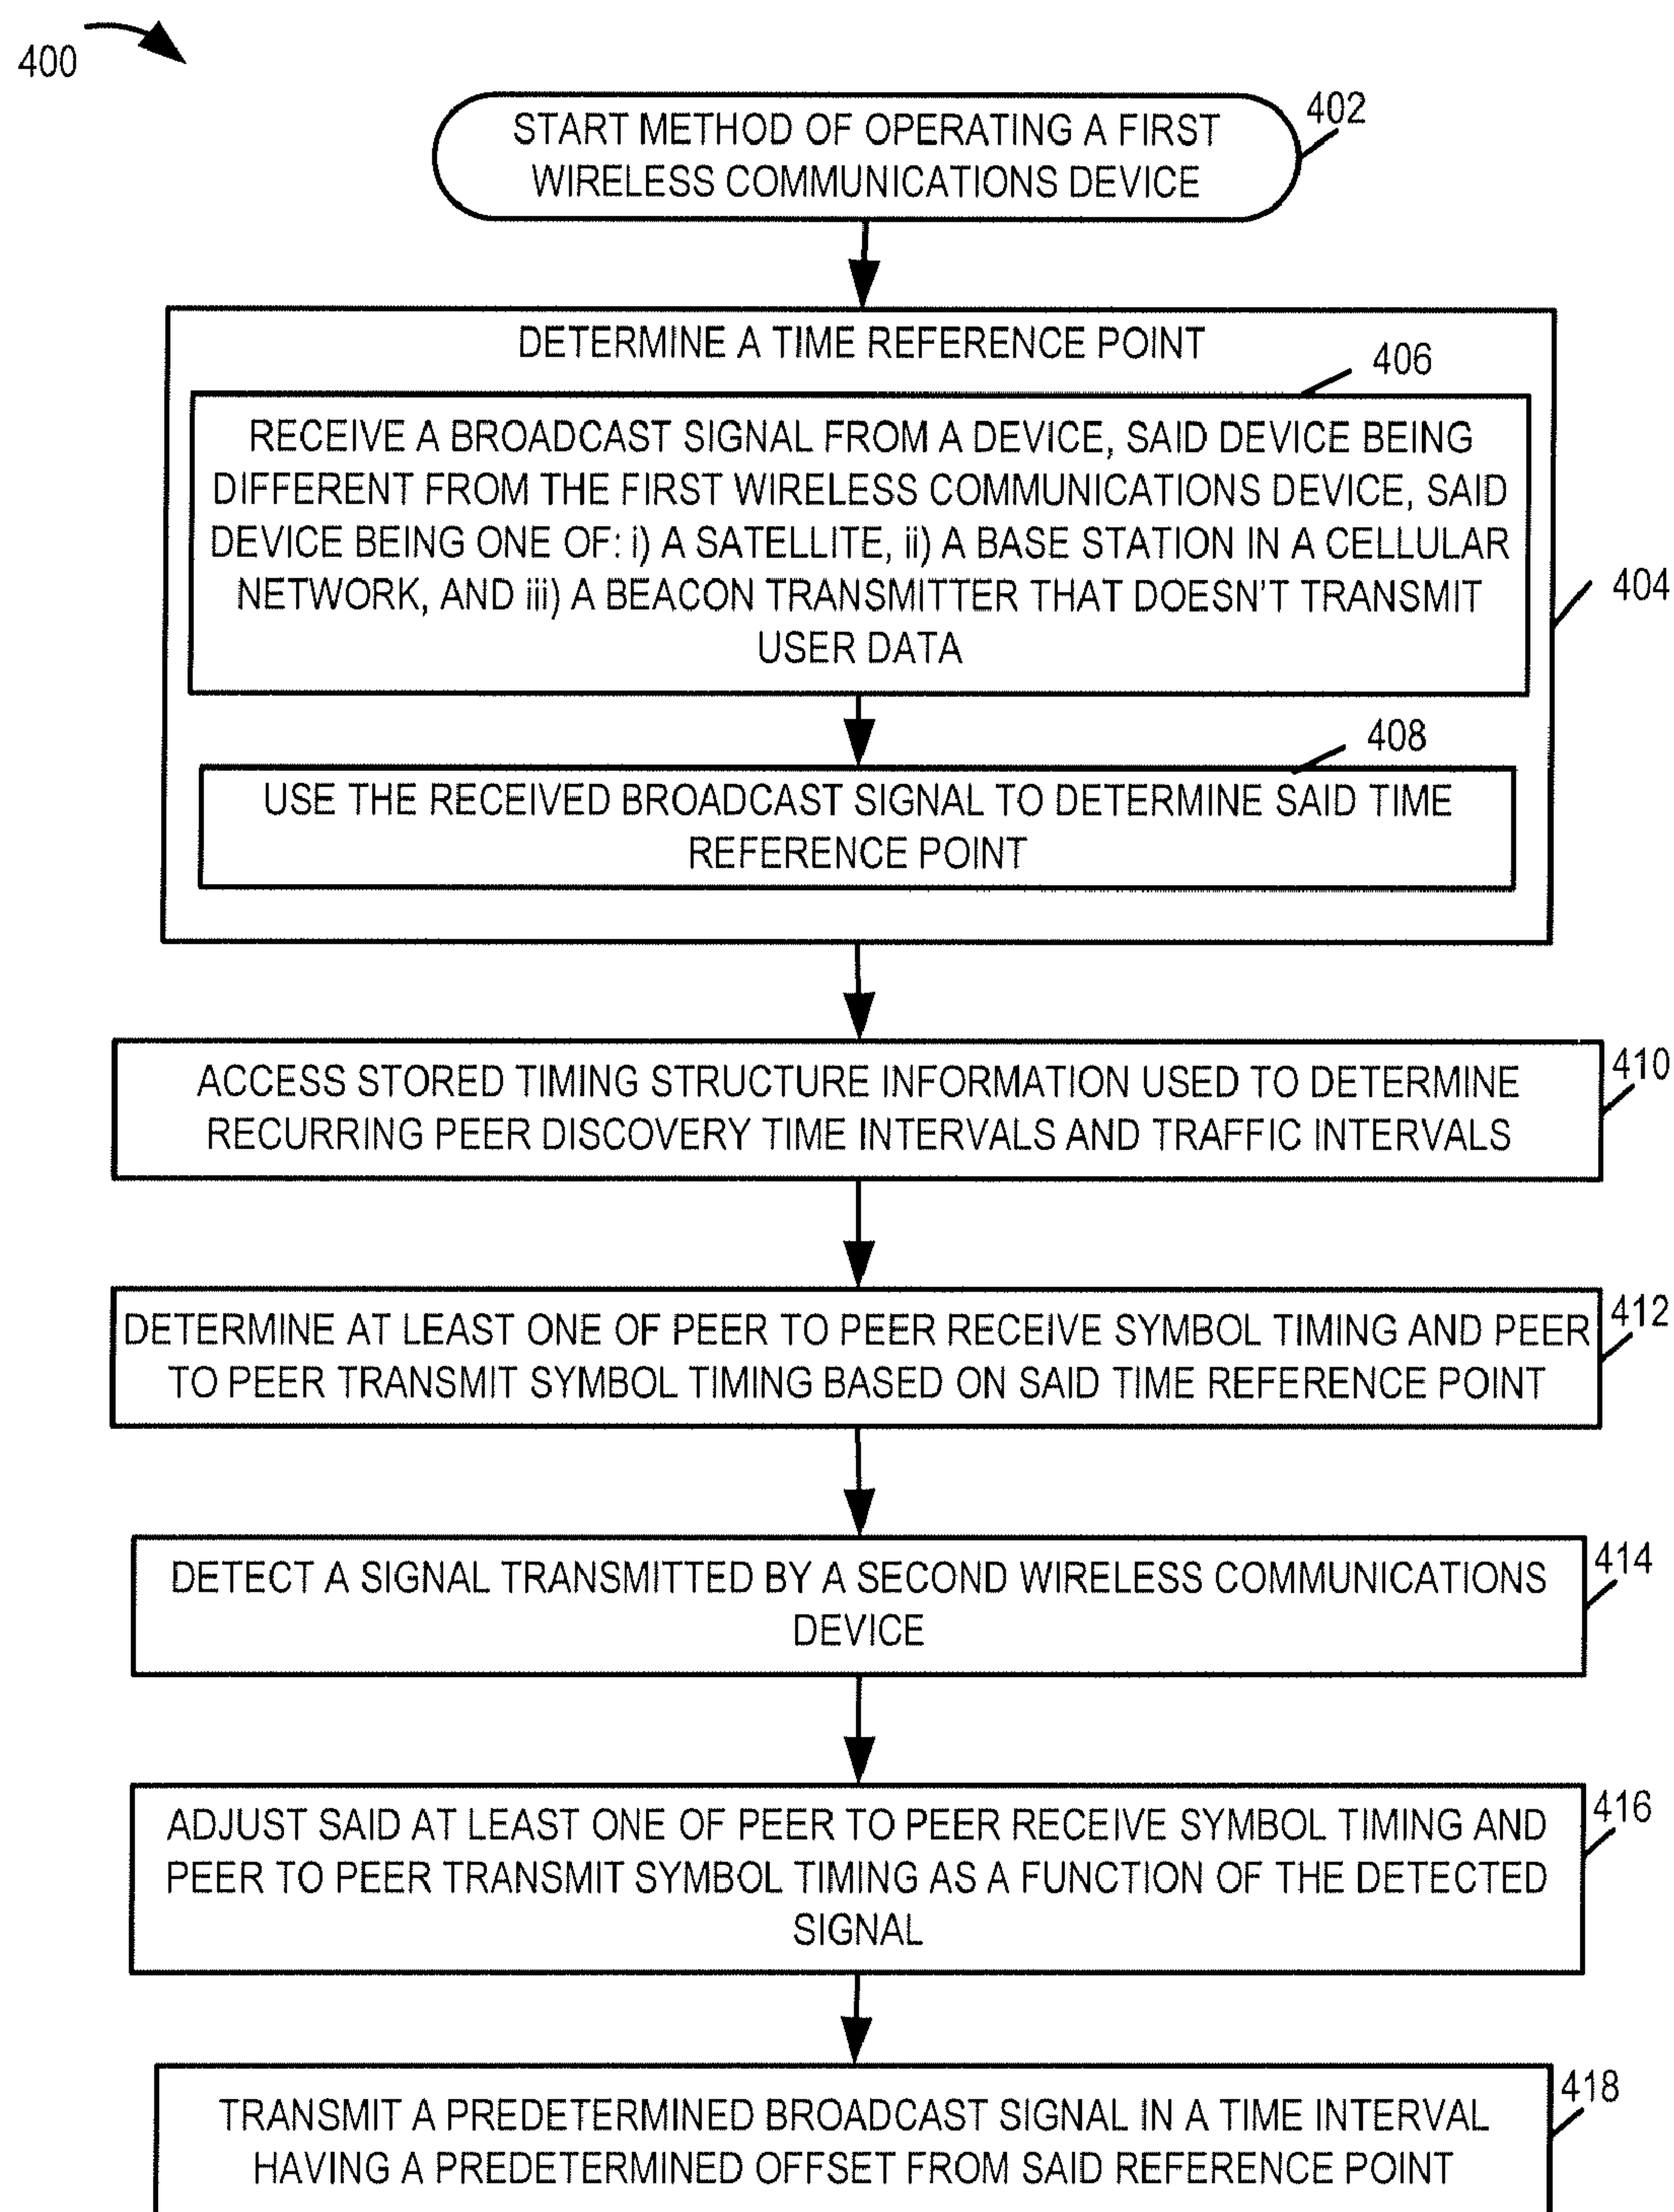 400
402
START METHOD OF OPERATING A FIRST
WIRELESS COMMUNICATIONS DEVICE
DETERMINE A TIME REFERENCE POINT
406
RECEIVE A BROADCAST SIGNAL FROM A DEVICE, SAID DEVICE BEING
DIFFERENT FROM THE FIRST WIRELESS COMMUNICATIONS DEVICE, SAID
DEVICE BEING ONE OF: i) A SATELLITE, ii) A BASE STATION IN A CELLULAR
NETWORK, AND iii) A BEACON TRANSMITTER THAT DOESN'T TRANSMIT
USER DATA
404
408
USE THE RECEIVED BROADCAST SIGNAL TO DETERMINE SAID TIME
REFERENCE POINT
410
ACCESS STORED TIMING STRUCTURE INFORMATION USED TO DETERMINE
RECURRING PEER DISCOVERY TIME INTERVALS AND TRAFFIC INTERVALS
412
DETERMINE AT LEAST ONE OF PEER TO PEER RECEIVE SYMBOL TIMING AND PEER
TO PEER TRANSMIT SYMBOL TIMING BASED ON SAID TIME REFERENCE POINT
414
DETECT A SIGNAL TRANSMITTED BY A SECOND WIRELESS COMMUNICATIONS
DEVICE
416
ADJUST SAID AT LEAST ONE OF PEER TO PEER RECEIVE SYMBOL TIMING AND
PEER TO PEER TRANSMIT SYMBOL TIMING AS A FUNCTION OF THE DETECTED
SIGNAL
418
TRANSMIT A PREDETERMINED BROADCAST SIGNAL IN A TIME INTERVAL
HAVING A PREDETERMINED OFFSET FROM SAID REFERENCE POINT